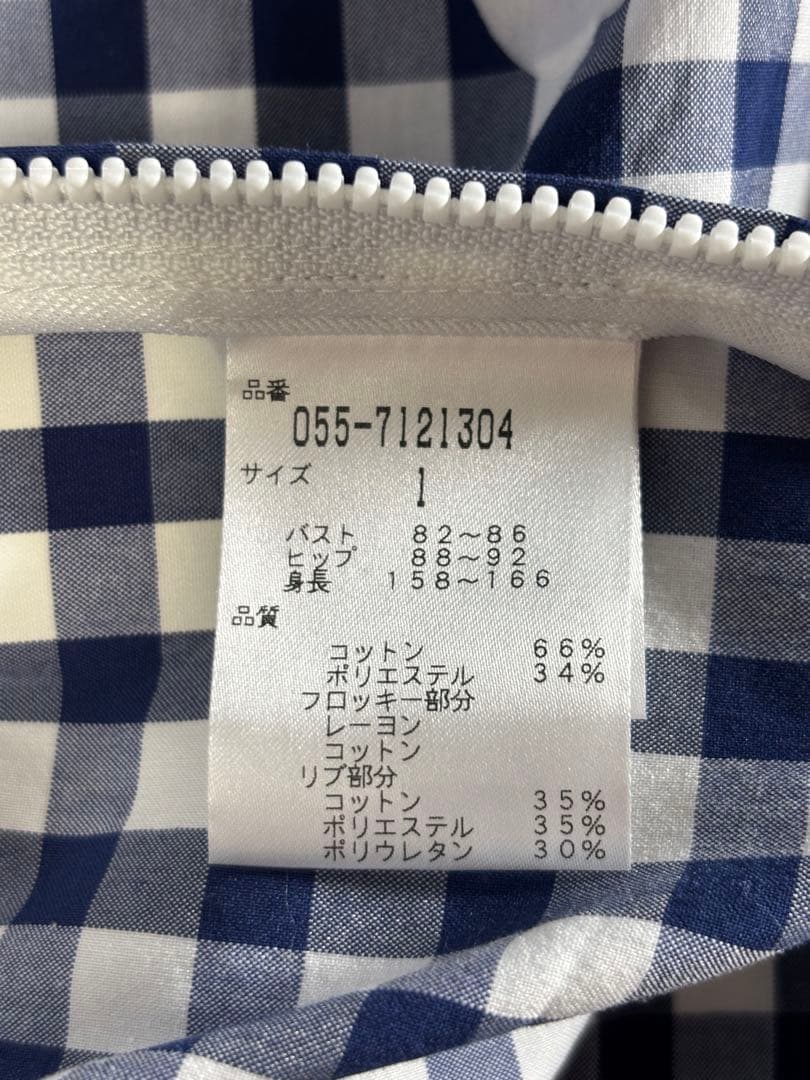 品番
055-7121304
サイズ
1
バスト 82~86
ヒップ 88~92
身長 158~166
品質
コットン 66%
ポリエステル 34%
フロッキー部分
レーヨン
コットン
リブ部分
コットン 35%
ポリエステル 35%
ポリウレタン 30%